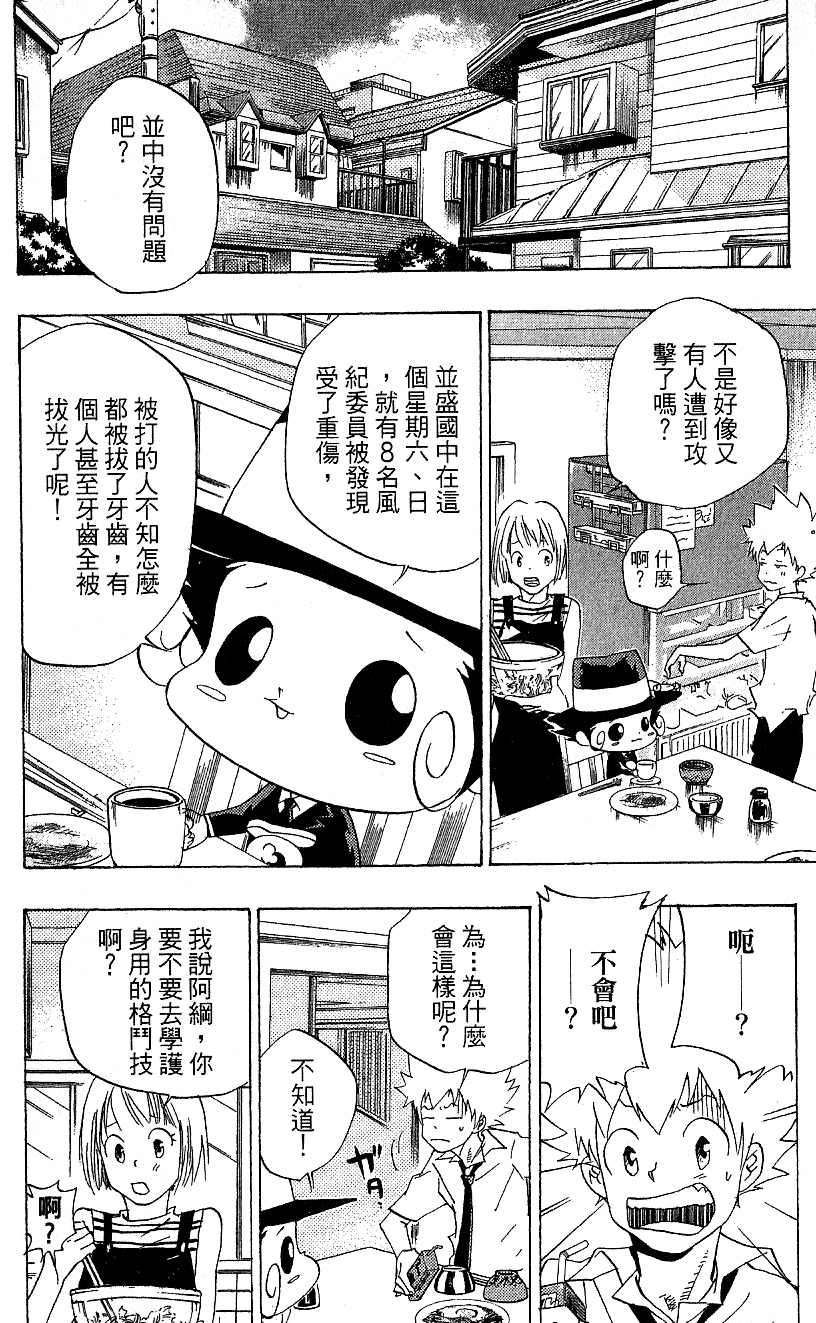 並中沒有問題
吧？
不是好像又
有人遭到攻
擊了嗎？
什麼
啊？
並盛國中在這
個星期六、日
，就有８名風
紀委員被發現
受了重傷，
被打的人不知怎麼
都被拔了牙齒，有
個人甚至牙齒全被
拔光了呢！
呃──？
不會吧
──？
為…為什麼
會這樣呢？
不知道！
ガタ
我說阿綱，你
要不要去學護
身用的格鬥技
啊？
啊？